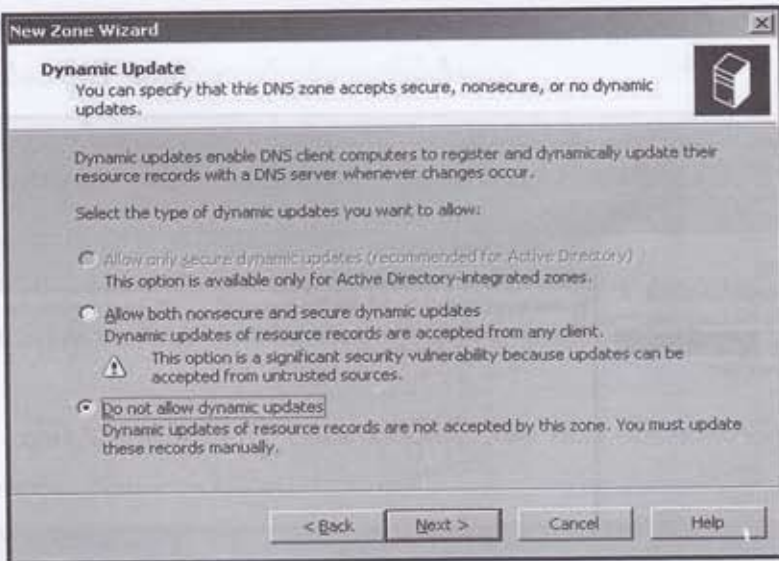 New Zone Wizard
Dynamic Update
You can specify that this DNS zone accepts secure, nonsecure, or no dynamic
updates.
Dynamic updates enable DNS client computers to register and dynamically update their
resource records with a DNS server whenever changes occur.
Select the type of dynamic updates you want to allow:
Allow only secure dynamic updates (recommended for Active Directory)
This option is available only for Active Directory-integrated zones.
Allow both nonsecure and secure dynamic updates
Dynamic updates of resource records are accepted from any client.
This option is a significant security vulnerability because updates can be
accepted from untrusted sources.
Do not allow dynamic updates
Dynamic updates of resource records are not accepted by this zone. You must update
these records manually.
< Back
Next >
Cancel
Help